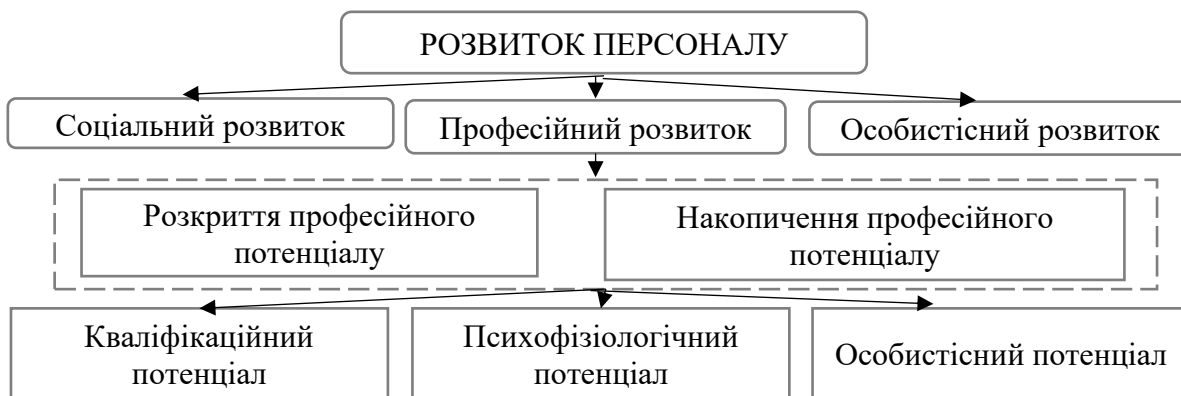 РОЗВИТОК ПЕРСОНАЛУ
Соціальний розвиток
Професійний розвиток
Особистісний розвиток
Розкриття професійного
потенціалу
Накопичення професійного
потенціалу
Кваліфікаційний
потенціал
Психофізіологічний
потенціал
Особистісний потенціал